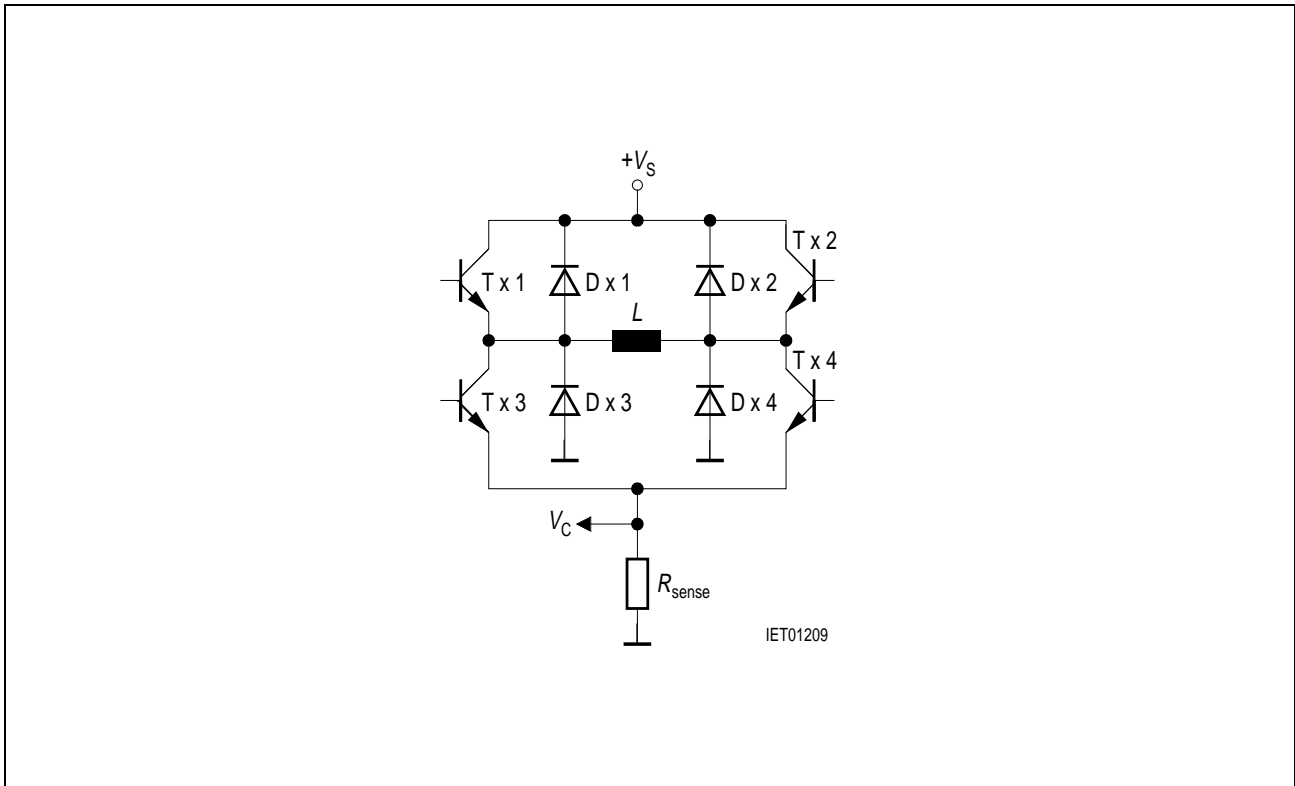 +VS
T x 2
T x 1
D x 1
D x 2
L
T x 4
T x 3
D x 3
D x 4
VC
Rsense
IET01209